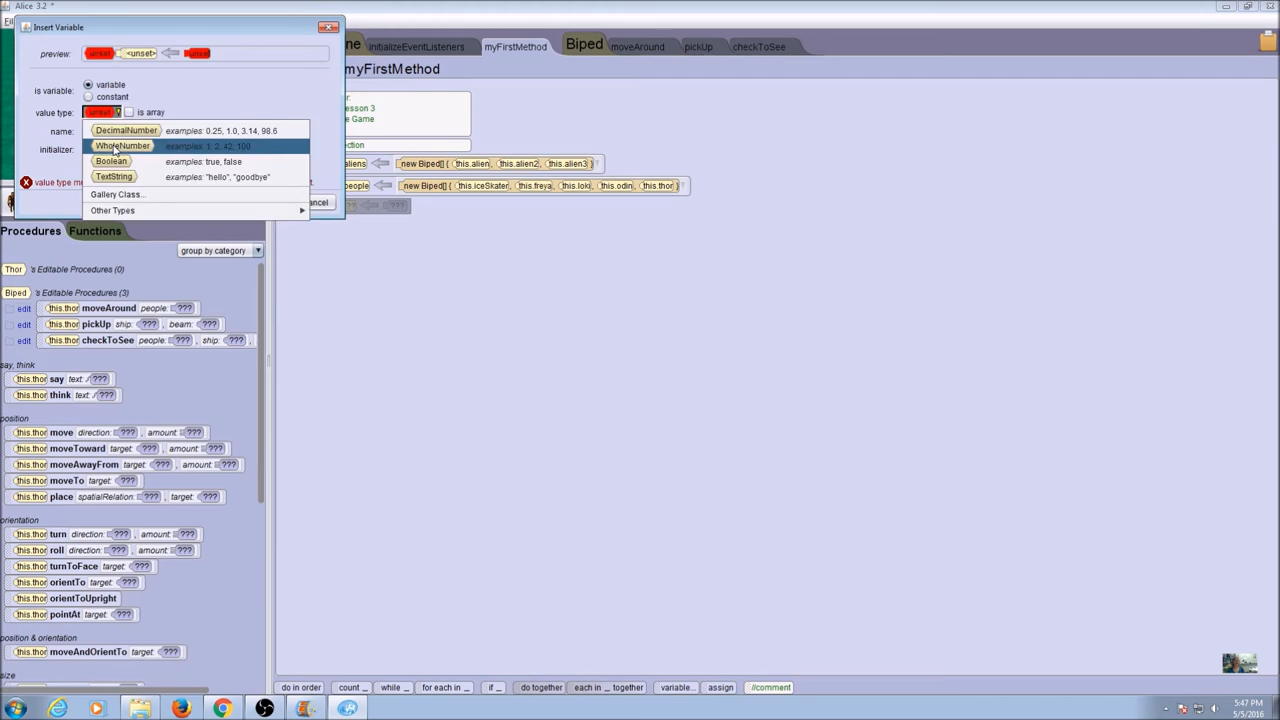 Alice 3.2 *
Insert Variable
preview: unset <unset> unset
is variable: variable
constant
value type: unset is array
name:
initializer:
DecimalNumber examples: 0.25, 1.0, 3.14, 98.6
WholeNumber examples: 1, 2, 42, 100
Boolean examples: true, false
TextString examples: "hello", "goodbye"
Gallery Class...
Other Types
value type m
ancel
ne initializeEventListeners myFirstMethod Biped moveAround pickUp checkToSee
myFirstMethod
r:
esson 3
e Game
ection
aliens new Biped[] { this.alien , this.alien2 , this.alien3 }
people new Biped[] { this.iceSkater , this.freya , this.loki , this.odin , this.thor }
???
Procedures Functions
group by category
Thor 's Editable Procedures (0)
Biped 's Editable Procedures (3)
edit this.thor moveAround people: ???
edit this.thor pickUp ship: ??? , beam: ???
edit this.thor checkToSee people: ??? , ship: ??? ,
say, think
this.thor say text: ???
this.thor think text: ???
position
this.thor move direction: ??? , amount: ???
this.thor moveToward target: ??? , amount: ???
this.thor moveAwayFrom target: ??? , amount: ???
this.thor moveTo target: ???
this.thor place spatialRelation: ??? , target: ???
orientation
this.thor turn direction: ??? , amount: ???
this.thor roll direction: ??? , amount: ???
this.thor turnToFace target: ???
this.thor orientTo target: ???
this.thor orientToUpright
this.thor pointAt target: ???
position & orientation
this.thor moveAndOrientTo target: ???
size
do in order count _ while _ for each in _ if _ do together each in _ together variable... assign //comment
5:47 PM
5/5/2016